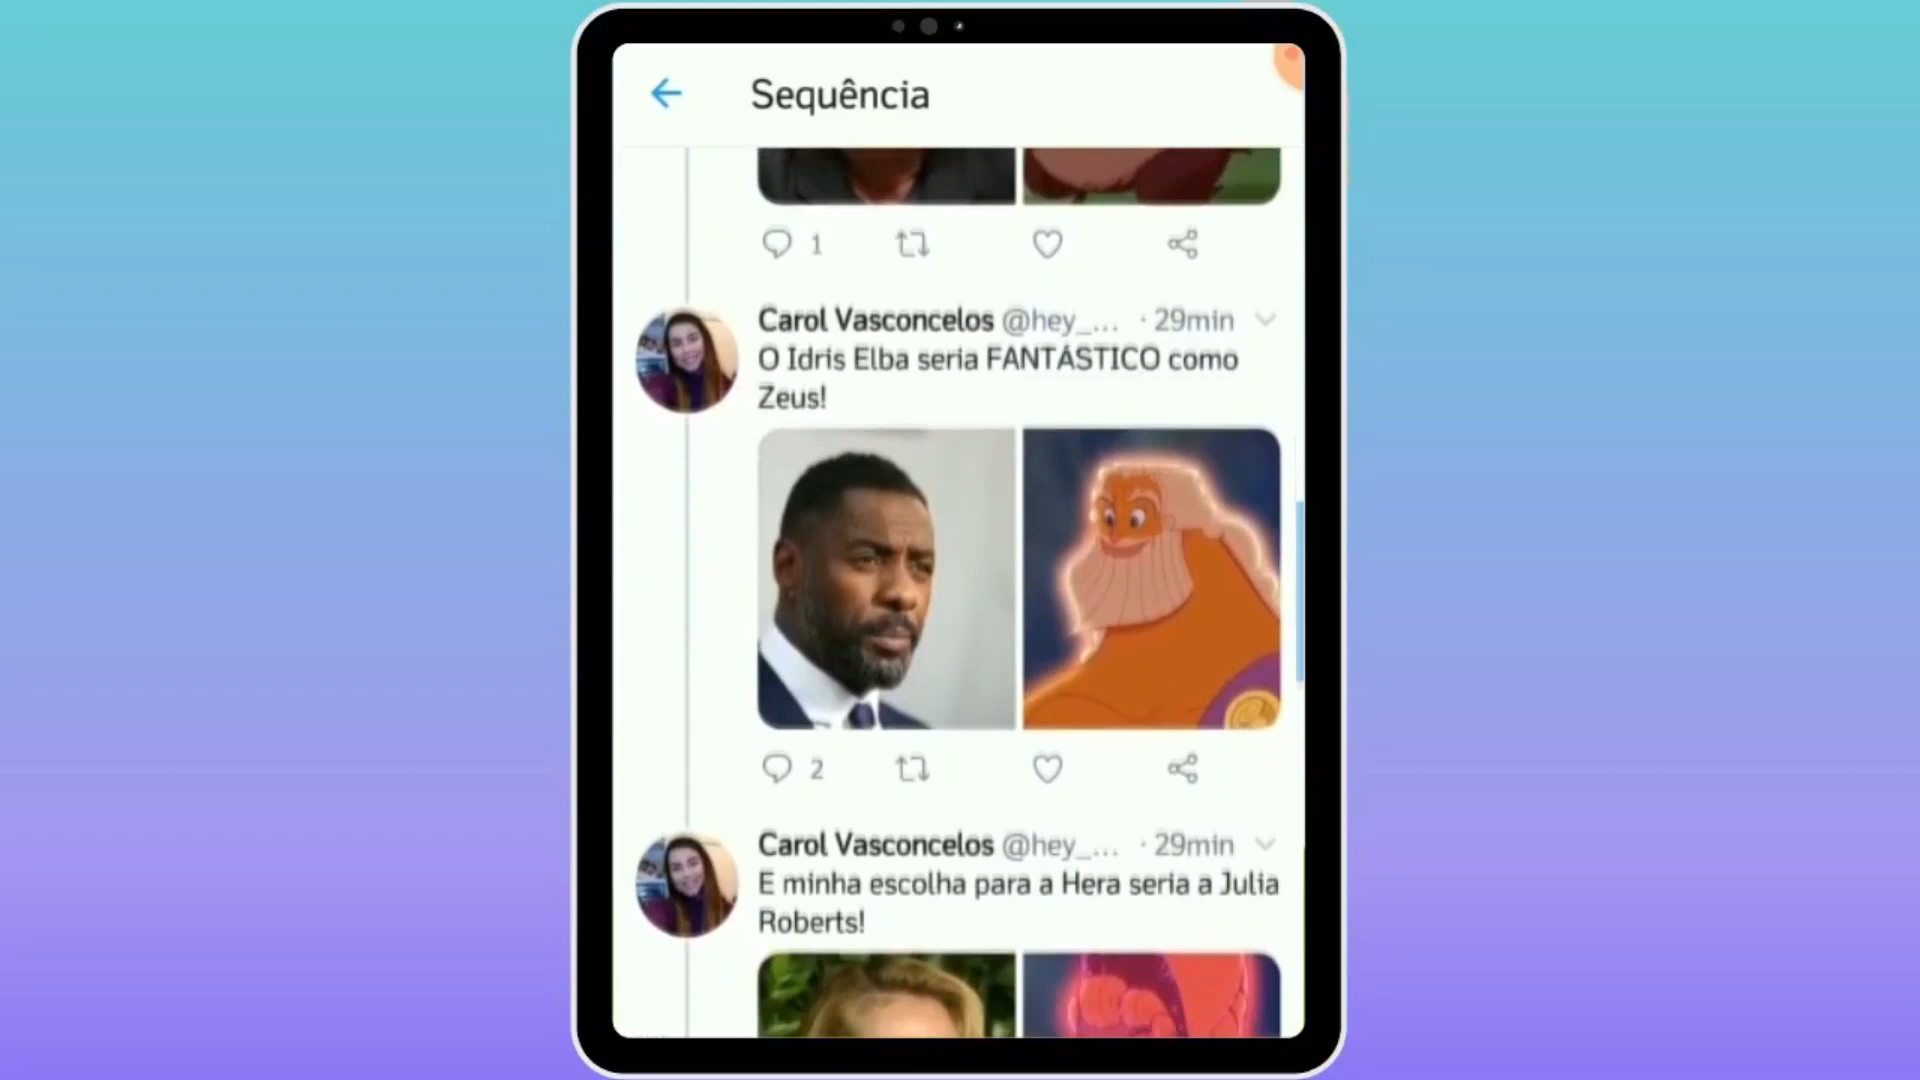 Sequência
1
Carol Vasconcelos @hey_... · 29min
O Idris Elba seria FANTÁSTICO como
Zeus!
2
Carol Vasconcelos @hey_... · 29min
E minha escolha para a Hera seria a Julia
Roberts!